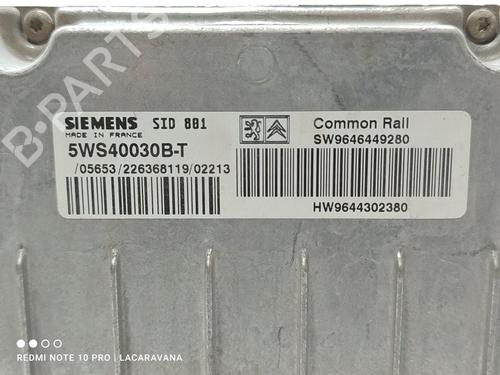 SIEMENS SID 801
MADE IN FRANCE
5WS40030B-T
/05653/226368119/02213
Common Rail
SW9646449280
HW9644302380
B-PARTS
REDMI NOTE 10 PRO | LACARAVANA